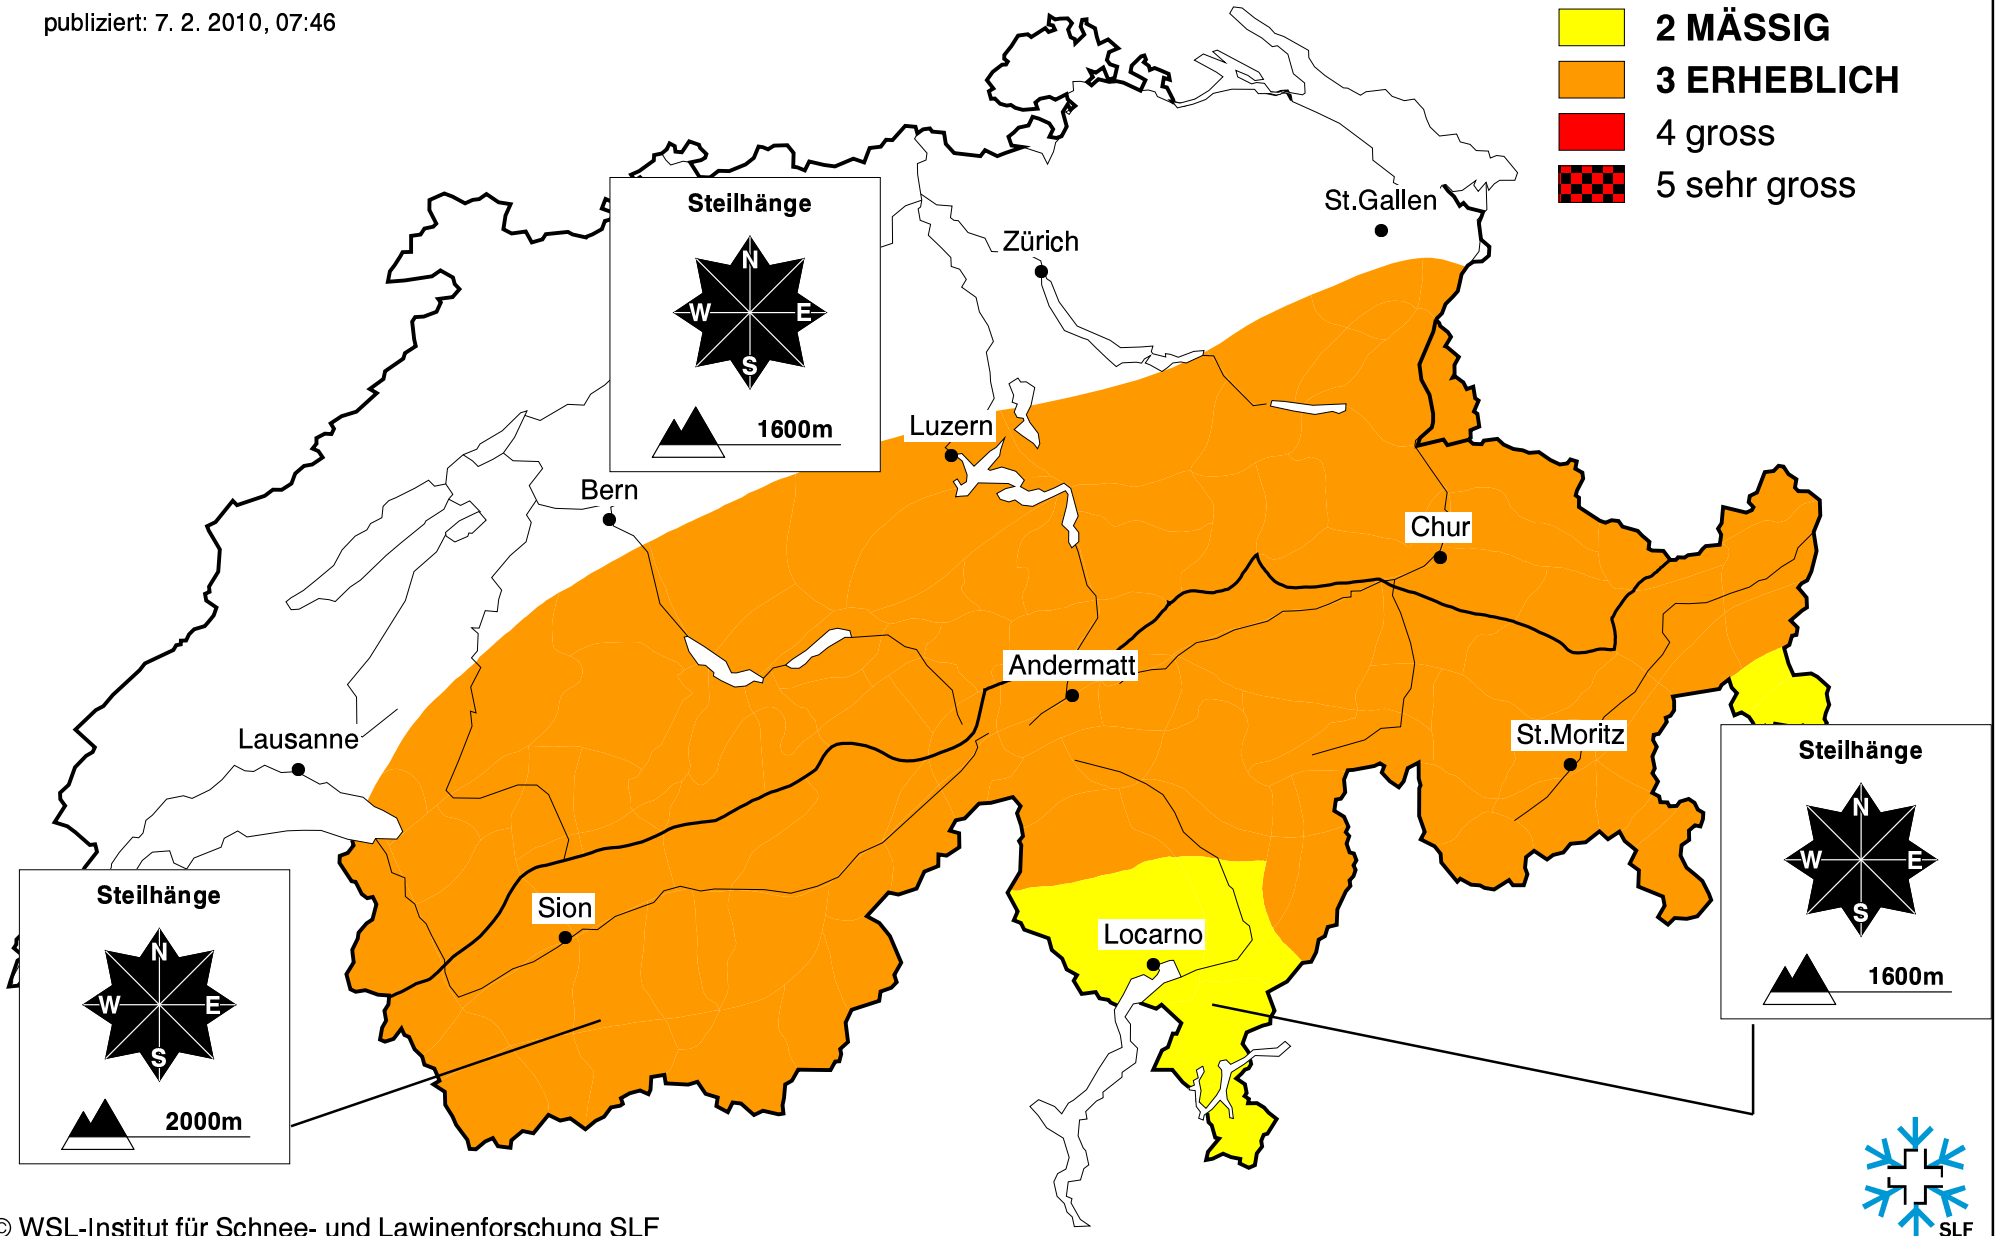 publiziert: 7. 2. 2010, 07:46
2 MÄSSIG
3 ERHEBLICH
4 gross
5 sehr gross
St.Gallen
Zürich
Steilhänge
N
W E
S
1600m
Luzern
Bern
Chur
Andermatt
St.Moritz
Lausanne
Steilhänge
N
W E
S
1600m
Sion
Locarno
Steilhänge
N
W E
S
2000m
© WSL-Institut für Schnee- und Lawinenforschung SLF
SLF